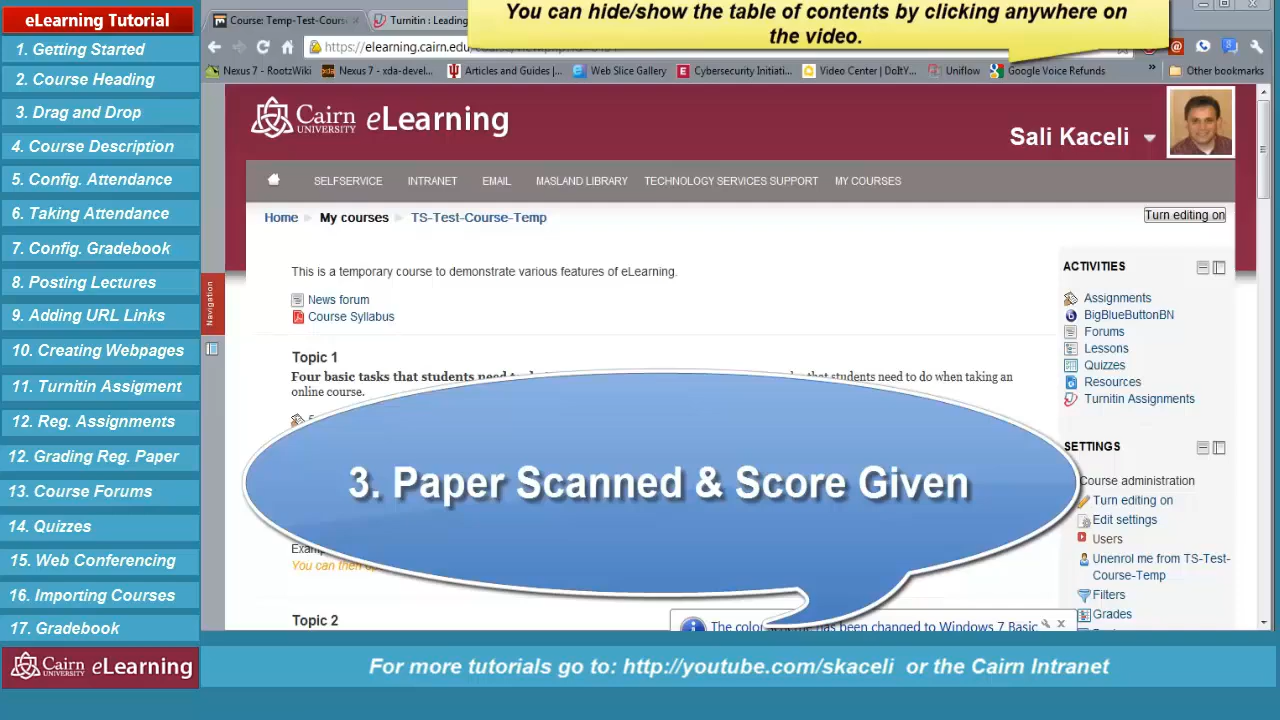 eLearning Tutorial
1. Getting Started
2. Course Heading
3. Drag and Drop
4. Course Description
5. Config. Attendance
6. Taking Attendance
7. Config. Gradebook
8. Posting Lectures
9. Adding URL Links
10. Creating Webpages
11. Turnitin Assigment
12. Reg. Assignments
12. Grading Reg. Paper
13. Course Forums
14. Quizzes
15. Web Conferencing
16. Importing Courses
17. Gradebook
Cairn eLearning
You can hide/show the table of contents by clicking anywhere on
the video.
Course: Temp-Test-Course
Turnitin : Leading
https://elearning.cairn.edu
Nexus 7 - RootzWiki
Nexus 7 - xda-devel...
Articles and Guides |...
Web Slice Gallery
Cybersecurity Initiati...
Video Center | DoItY...
Uniflow
Google Voice Refunds
»
Other bookmarks
Cairn UNIVERSITY eLearning
Sali Kaceli
SELFSERVICE INTRANET EMAIL MASLAND LIBRARY TECHNOLOGY SERVICES SUPPORT MY COURSES
Home My courses TS-Test-Course-Temp
Turn editing on
Navigation
This is a temporary course to demonstrate various features of eLearning.
News forum
Course Syllabus
Topic 1
Four basic tasks that students need to do that students need to do when taking an
online course.
3. Paper Scanned & Score Given
You can then
Topic 2
The color scheme has been changed to Windows 7 Basic
ACTIVITIES
Assignments
BigBlueButtonBN
Forums
Lessons
Quizzes
Resources
Turnitin Assignments
SETTINGS
Course administration
Turn editing on
Edit settings
Users
Unenrol me from TS-Test-
Course-Temp
Filters
Grades
For more tutorials go to: http://youtube.com/skaceli or the Cairn Intranet